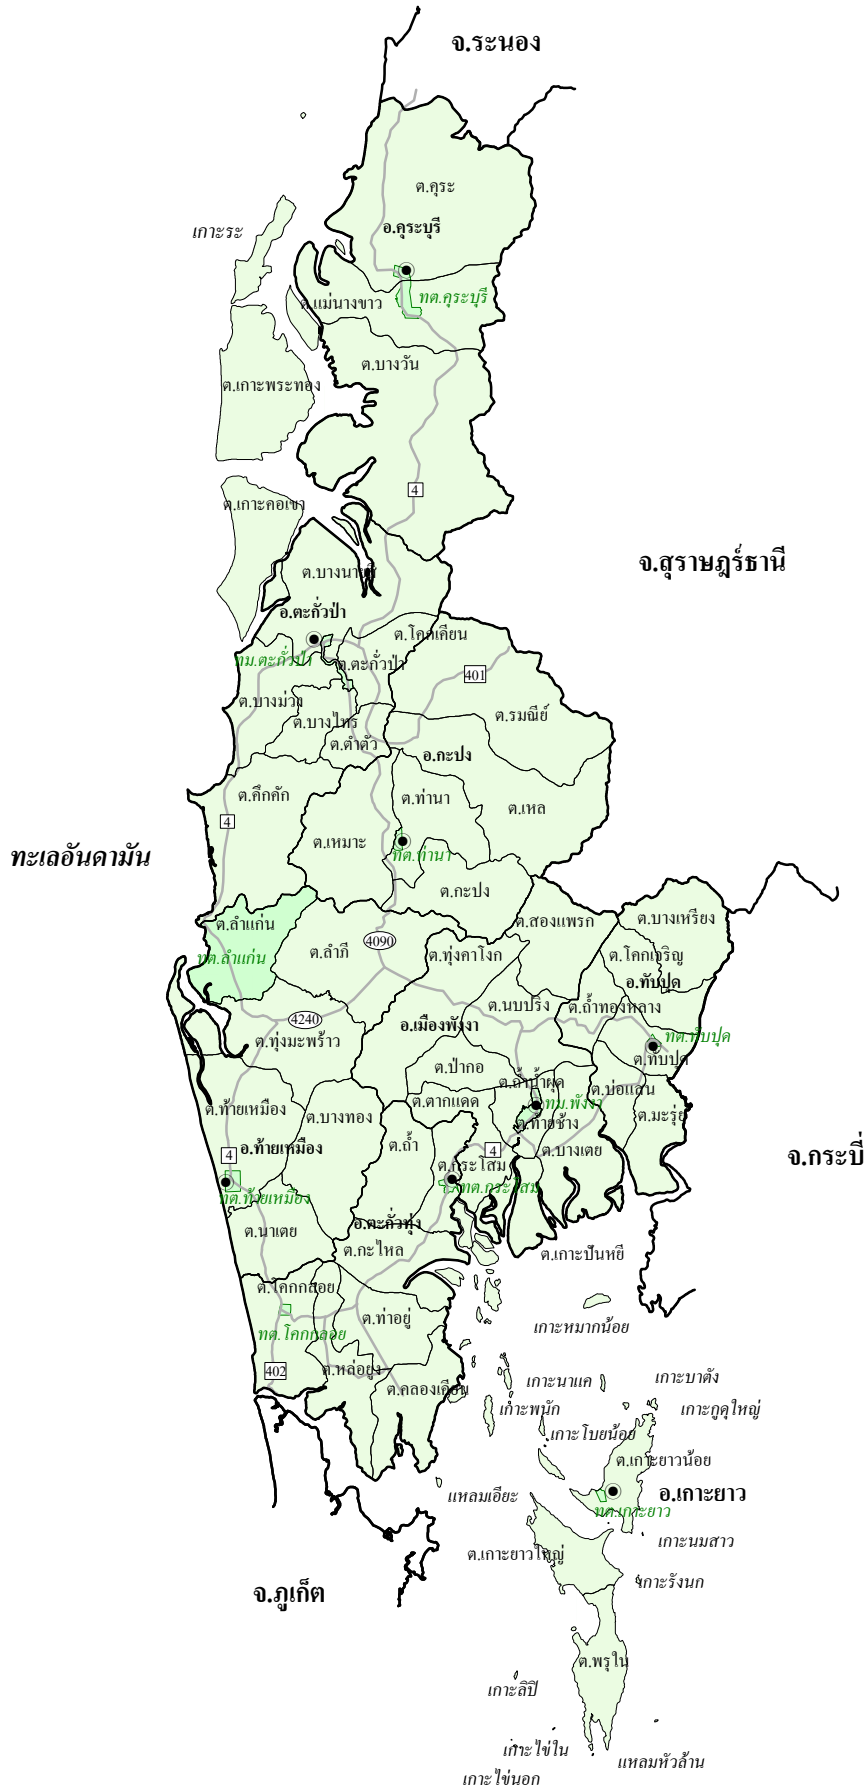 จ.ระนอง
ต.คุระ
อ.คุระบุรี
เกาะระ
ทต.คุระบุรี
ต.แม่นางขาว
ต.บางวัน
ต.เกาะพระทอง
4
ต.เกาะคอเขา
จ.สุราษฎร์ธานี
ต.บางนายสี
อ.ตะกั่วป่า
ต.โคกเคียน
ทม.ตะกั่วป่า
ต.ตะกั่วป่า
401
ต.บางม่วง
ต.รมณีย์
ต.บางไทร
ต.ตำตัว
อ.กะปง
ต.คึกคัก
ต.ท่านา
ต.เหล
4
ต.เหมาะ
ทะเลอันดามัน
ทต.ท่านา
ต.กะปง
ต.ลำแก่น
ต.สองแพรก
ต.บางเหรียง
4090
ทต.ลำแก่น
ต.ลำภี
ต.ทุ่งคาโงก
ต.โคกเจริญ
อ.ทับปุด
ต.นบปริง
ต.ถ้ำทองหลาง
4240
อ.เมืองพังงา
ต.ทุ่งมะพร้าว
ทต.ทับปุด
ต.ทับปุด
ต.ป่ากอ
ต.ถ้ำน้ำผุด
ต.บ่อแสน
ต.ตากแดด
ทม.พังงา
ต.ท้ายเหมือง
ต.บางทอง
ต.ท้ายช้าง
ต.มะรุ่ย
ต.ถ้ำ
อ.ท้ายเหมือง
4
4
ต.บางเตย
จ.กระบี่
ต.กระโสม
ทต.กระโสม
ทต.ท้ายเหมือง
อ.ตะกั่วทุ่ง
ต.นาเตย
ต.กะไหล
ต.เกาะปันหยี
ต.โคกกลอย
ต.ท่าอยู่
ทต.โคกกลอย
เกาะหมากน้อย
402
ต.หล่อยูง
ต.คลองเคียน
เกาะนาแค
เกาะบาตัง
เกาะพนัก
เกาะกูดุใหญ่
เกาะโบยน้อย
ต.เกาะยาวน้อย
แหลมเอียะ
อ.เกาะยาว
ทต.เกาะยาว
เกาะนมสาว
ต.เกาะยาวใหญ่
เกาะรังนก
จ.ภูเก็ต
ต.พรุใน
เกาะลิปี
เกาะไข่ใน
แหลมหัวล้าน
เกาะไข่นอก